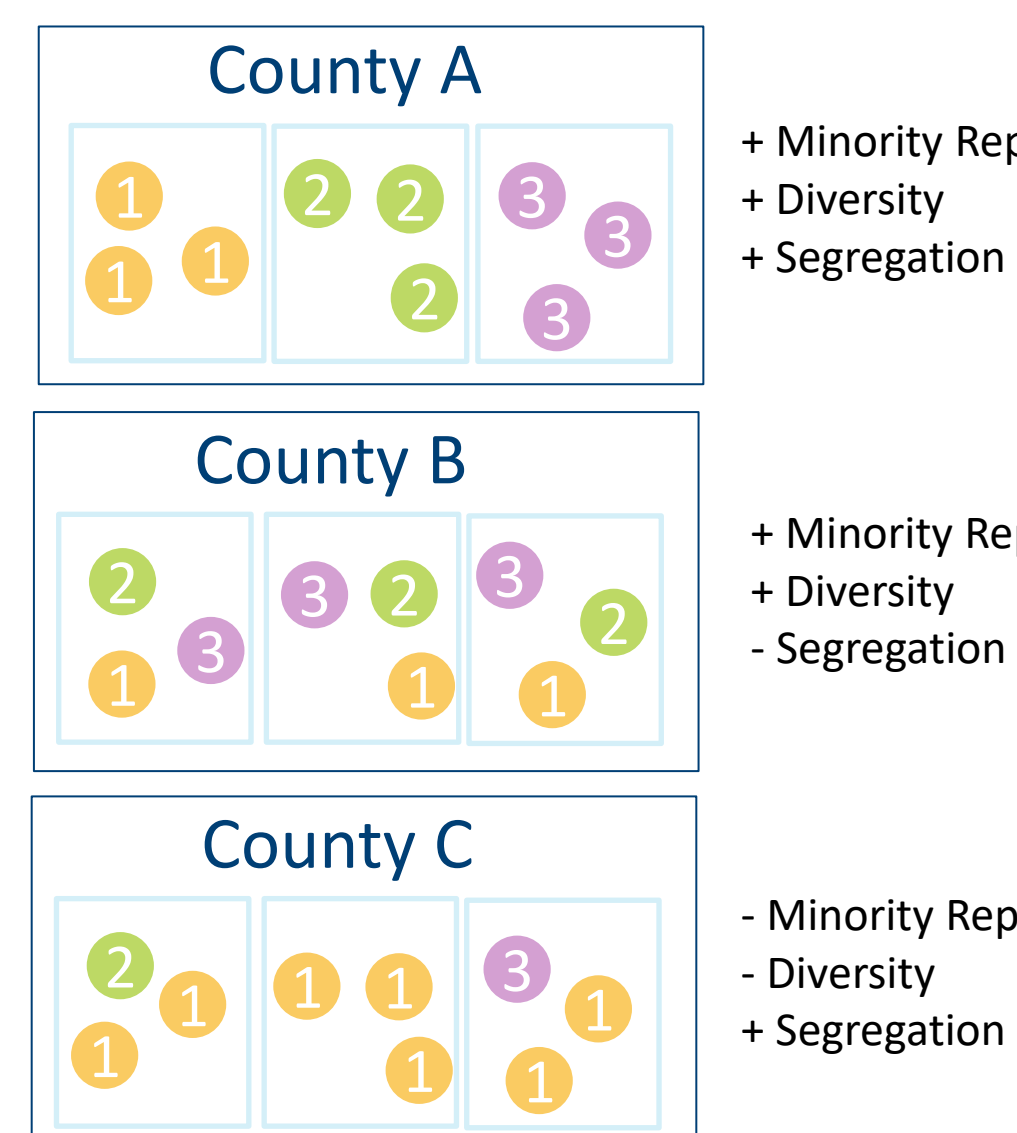 County A
1 2 2 3
1 1 2 3 3
+ Minority Rep
+ Diversity
+ Segregation
County B
2 3 2 3
1 3 1 1 2
+ Minority Re
+ Diversity
- Segregation
County C
2 1 1 1 3 1
1 1 1
- Minority Rep
- Diversity
+ Segregation